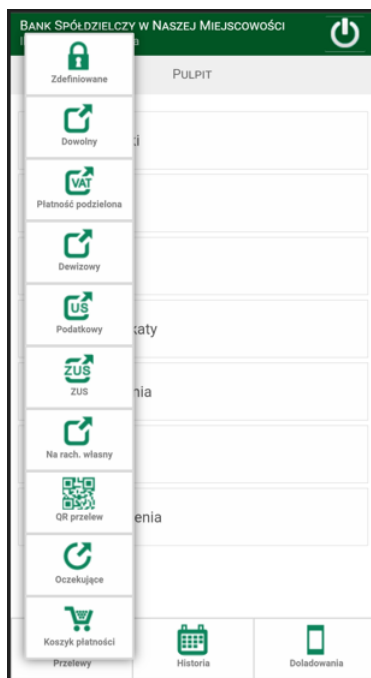 Bank Spółdzielczy w Naszej Miejscowości
a
Pulpit
Zdefiniowane
Dowolny
ki
VAT
Płatność podzielona
Dewizowy
US
Podatkowy
katy
ZUS
ZUS
nia
Na rach. własny
QR przelew
enia
Oczekujące
Koszyk płatności
Przelewy
Historia
Doładowania